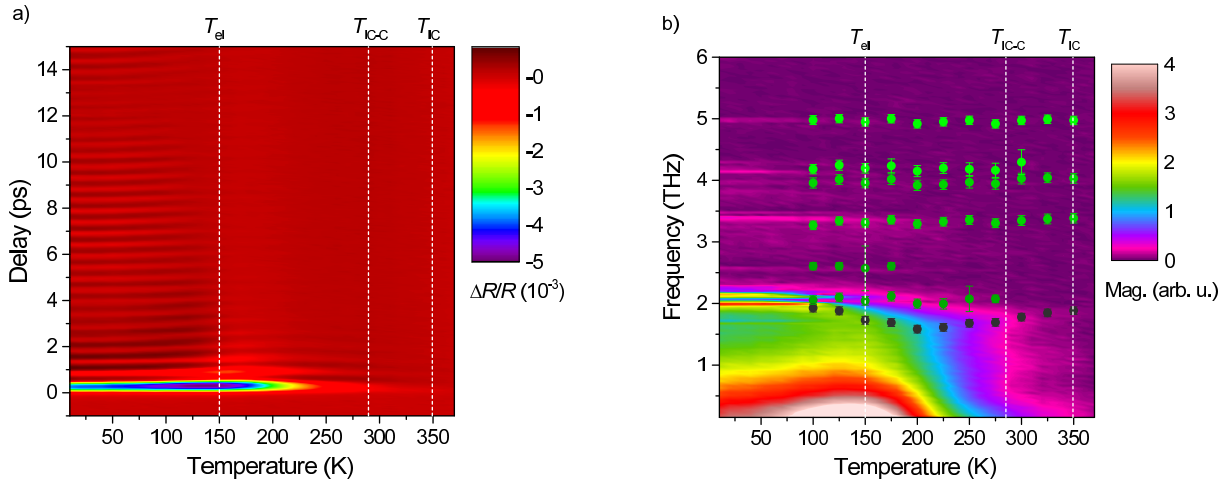 a)
T_el T_IC-C T_IC
14
12
10
8
6
4
2
0
Delay (ps)
50 100 150 200 250 300 350
Temperature (K)
-0
-1
-2
-3
-4
-5
ΔR/R (10^-3)
b)
T_ell T_IC-C T_IC
6
5
4
3
2
1
Frequency (THz)
50 100 150 200 250 300 350
Temperature (K)
4
3
2
1
0
Mag. (arb. u.)